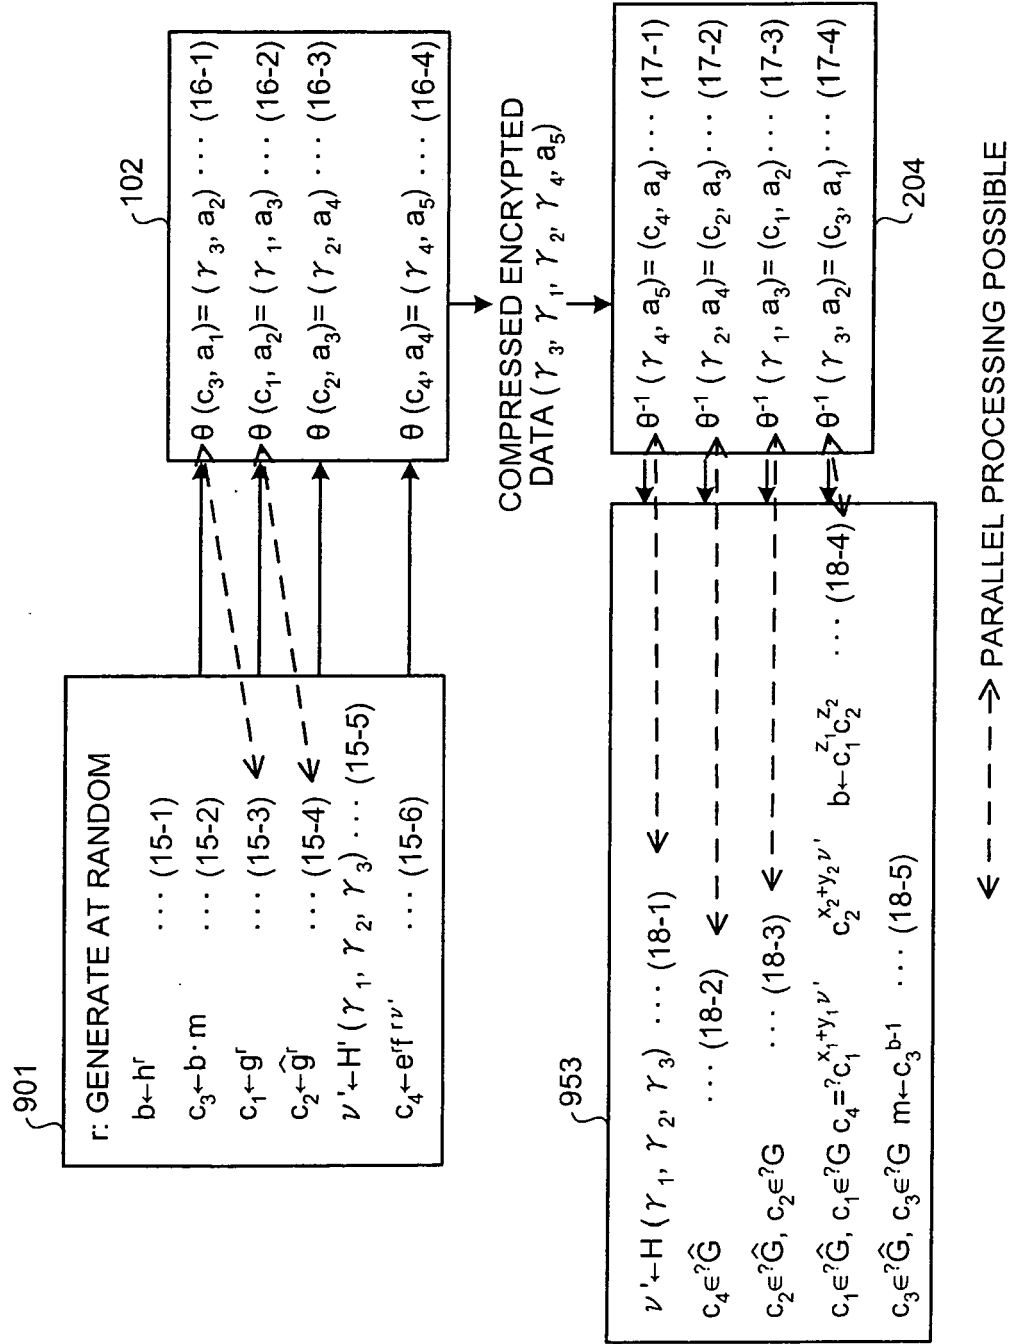 901
r: GENERATE AT RANDOM
b←h^r ···· (15-1)
c₃←b·m ···· (15-2)
c₁←g^r ···· (15-3)
c₂←ĝ^r ···· (15-4)
ν'←H'(γ₁, γ₂, γ₃) ··· (15-5)
c₄←e^r f^rν' ···· (15-6)
102
θ (c₃, a₁)= (γ₃, a₂) ··· (16-1)
θ (c₁, a₂)= (γ₁, a₃) ··· (16-2)
θ (c₂, a₃)= (γ₂, a₄) ··· (16-3)
θ (c₄, a₄)= (γ₄, a₅) ··· (16-4)
COMPRESSED ENCRYPTED
DATA (γ₃, γ₁, γ₂, γ₄, a₅)
204
θ⁻¹ (γ₄, a₅)= (c₄, a₄) ··· (17-1)
θ⁻¹ (γ₂, a₄)= (c₂, a₃) ··· (17-2)
θ⁻¹ (γ₁, a₃)= (c₁, a₂) ··· (17-3)
θ⁻¹ (γ₃, a₂)= (c₃, a₁) ··· (17-4)
953
ν'←H (γ₁, γ₂, γ₃) ··· (18-1)
c₄∈?Ĝ ···· (18-2)
c₂∈?Ĝ, c₂∈?G ···· (18-3)
c₁∈?Ĝ, c₁∈?G c₄=?c₁^x₁+y₁ν' c₂^x₂+y₂ν' b←c₁^z₁c₂^z₂ ···· (18-4)
c₃∈?Ĝ, c₃∈?G m←c₃^b-1 ···· (18-5)
PARALLEL PROCESSING POSSIBLE